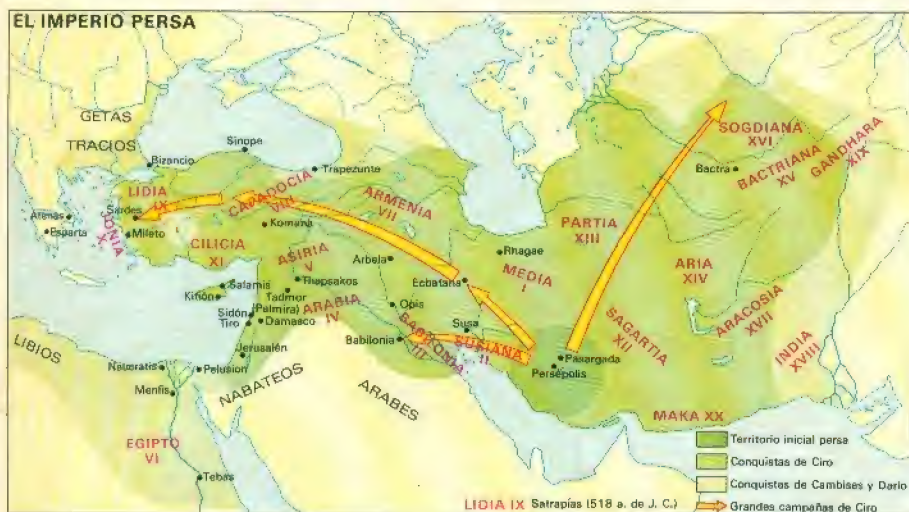 EL IMPERIO PERSA
GETAS
TRACIOS
Bizancio
Sinope
Trapezunte
LIDIA
IX
Sardes
Atenas
Esparta
Mileto
JONIA
X
CAPADOCIA
VIII
Komana
ARMENIA
VII
CILICIA
XI
ASIRIA
V
Arbela
Thapsakos
Salamis
Kition
Tadmor
(Palmira)
ARABIA
IV
Sidón
Tiro
Damasco
Jerusalén
Opis
Babilonia
BABILONIA
III
Ecbatana
Susa
SUSIANA
II
Rhagae
MEDIA
I
PARTIA
XIII
SOGDIANA
XVI
Bactra
BACTRIANA
XV
GANDHARA
XIX
ARIA
XIV
SAGARTIA
XII
ARACOSIA
XVII
INDIA
XVIII
Pasargada
Persépolis
MAKA XX
LIBIOS
Naucratis
Pelusion
Menfis
NABATEOS
ARABES
EGIPTO
VI
Tebas
Territorio inicial persa
Conquistas de Ciro
Conquistas de Cambises y Darío
LIDIA IX Satrapías (518 a. de J. C.)
Grandes campañas de Ciro